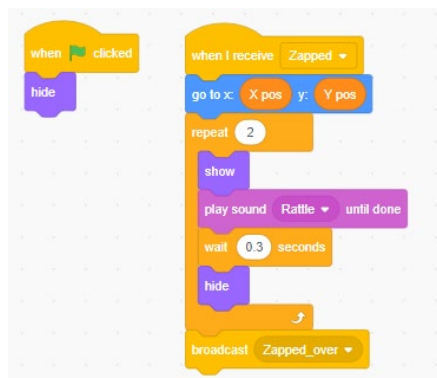 when clicked
hide
when I receive Zapped
go to x: X pos y: Y pos
repeat 2
show
play sound Rattle until done
wait 0.3 seconds
hide
broadcast Zapped_over